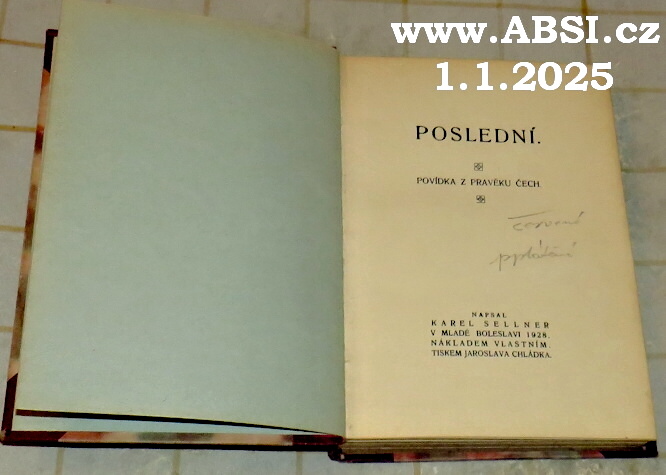 www.ABSI.cz
1.1.2025
POSLEDNÍ.
POVÍDKA Z PRAVĚKU ČECH.
NAPSAL
KAREL SELLNER
V MLADÉ BOLESLAVI 1928.
NÁKLADEM VLASTNÍM.
TISKEM JAROSLAVA CHLÁDKA.